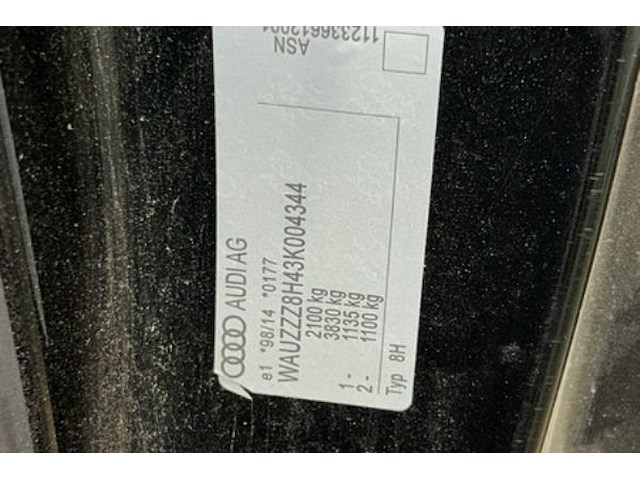 AUDI AG
e1 *98/14 *0177
WAUZZZ8H43K004344
2100 kg
3830 kg
1- 1135 kg
2- 1100 kg
Typ 8H
ASN